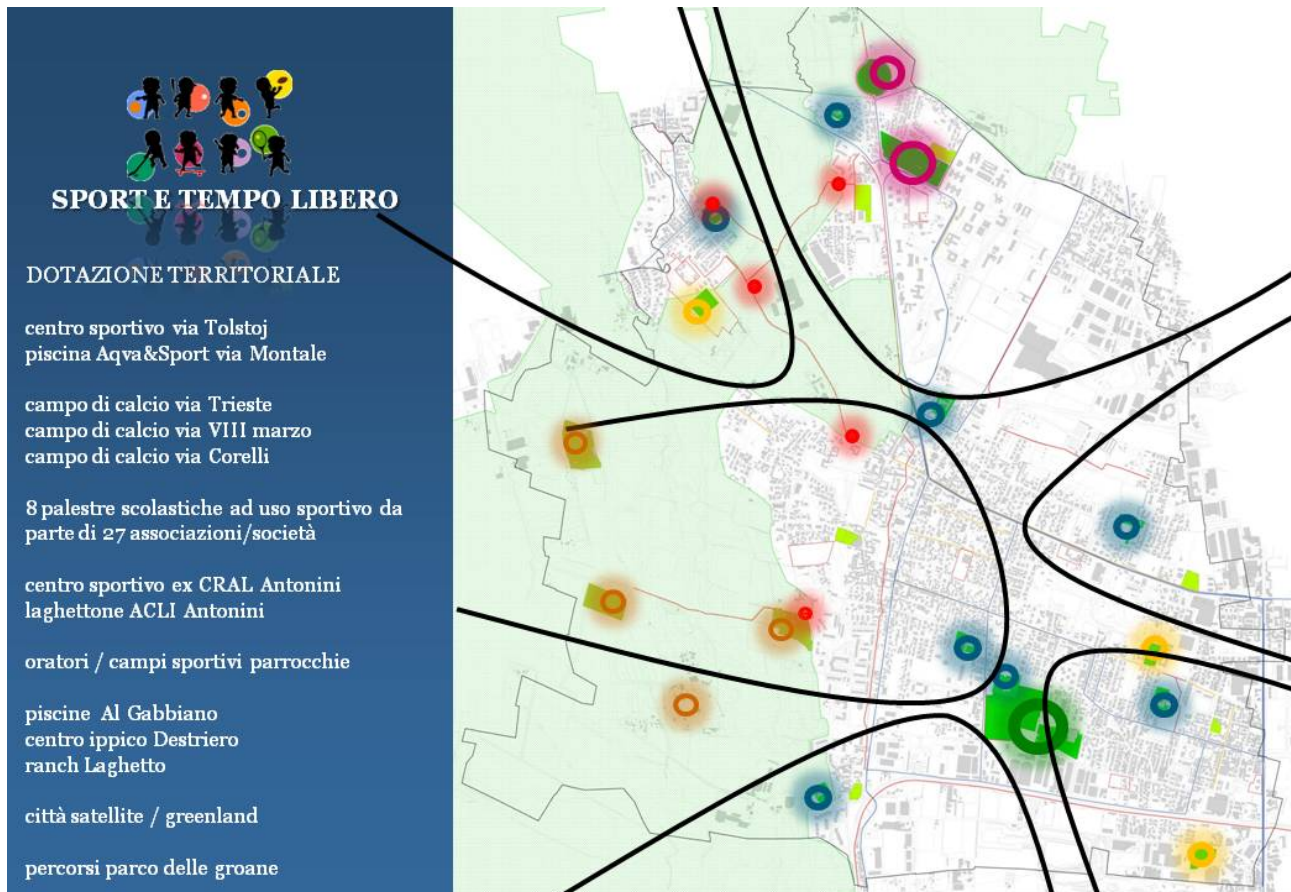 SPORT E TEMPO LIBERO
DOTAZIONE TERRITORIALE
centro sportivo via Tolstoj
piscina Aqva&Sport via Montale
campo di calcio via Trieste
campo di calcio via VIII marzo
campo di calcio via Corelli
8 palestre scolastiche ad uso sportivo da
parte di 27 associazioni/società
centro sportivo ex CRAL Antonini
laghettone ACLI Antonini
oratori / campi sportivi parrocchie
piscine Al Gabbiano
centro ippico Destriero
ranch Laghetto
città satellite / greenland
percorsi parco delle groane